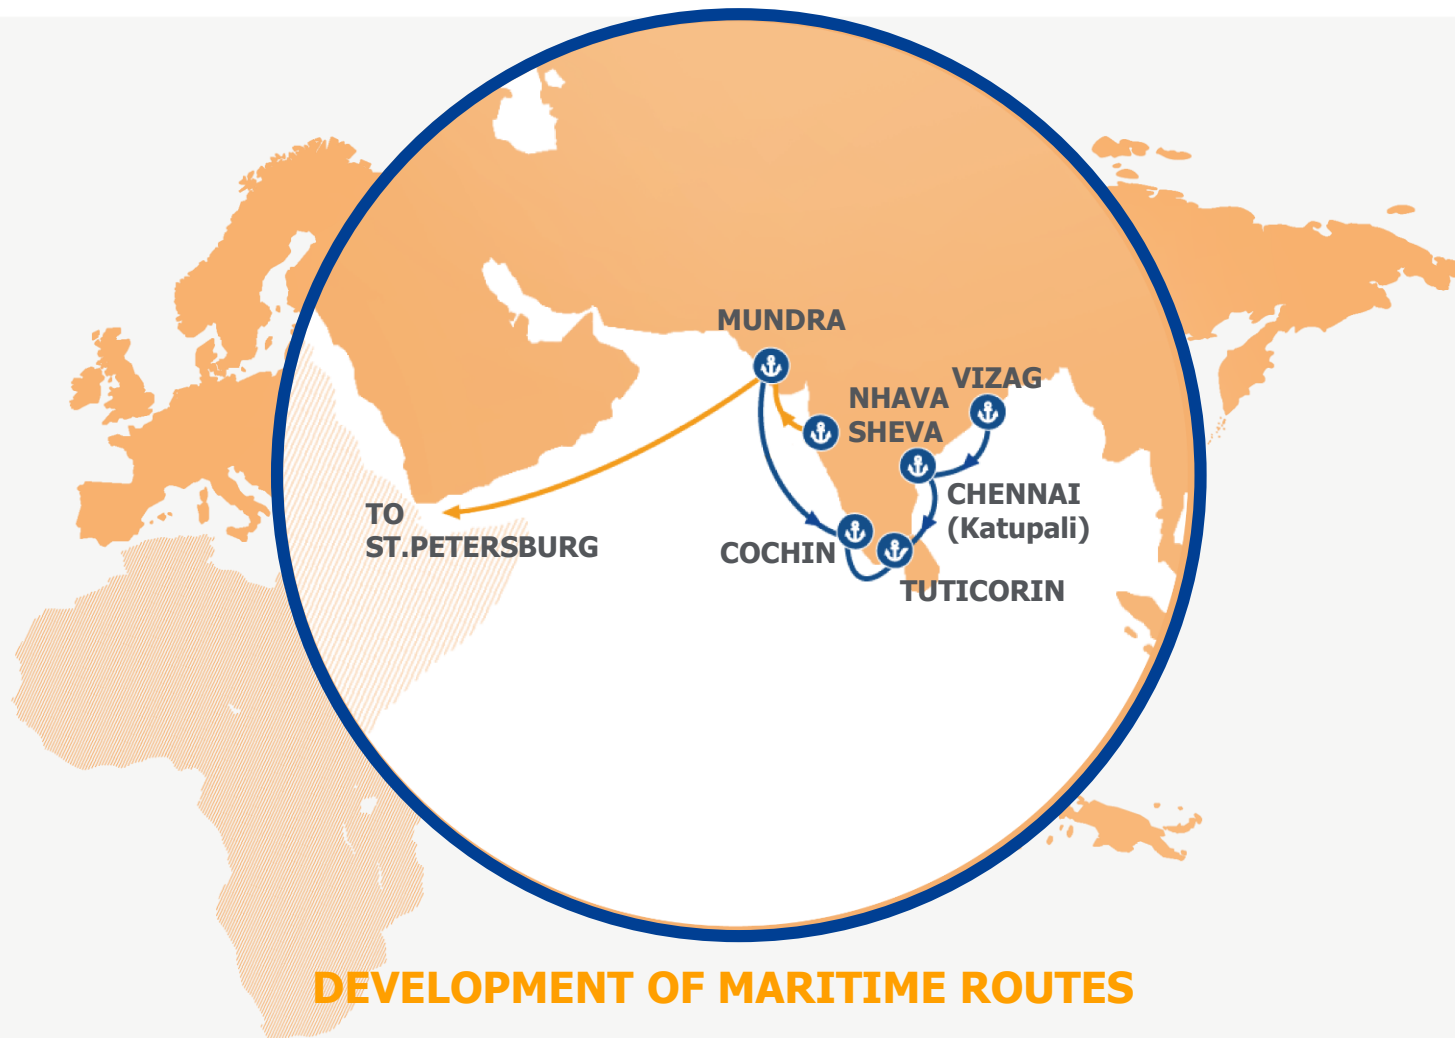 MUNDRA
VIZAG
NHAVA
SHEVA
CHENNAI
(Katupali)
TO
ST.PETERSBURG
COCHIN
TUTICORIN
DEVELOPMENT OF MARITIME ROUTES